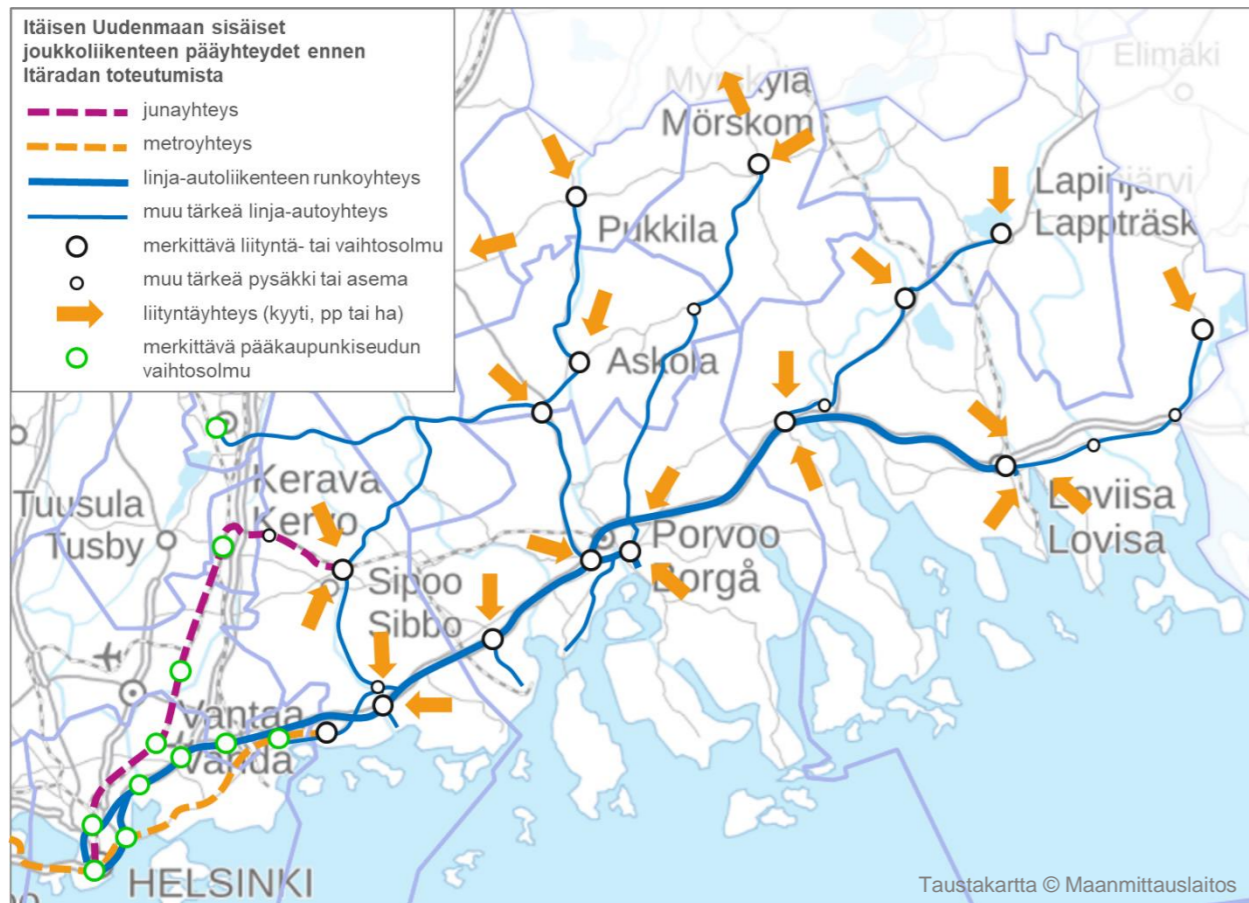 Itäisen Uudenmaan sisäiset
joukkoliikenteen pääyhteydet ennen
Itäradan toteutumista
junayhteys
metroyhteys
linja-autoliikenteen runkoyhteys
muu tärkeä linja-autoyhteys
merkittävä liityntä- tai vaihtosolmu
muu tärkeä pysäkki tai asema
liityntäyhteys (kyyti, pp tai ha)
merkittävä pääkaupunkiseudun
vaihtosolmu
Elimäki
Mörskom
Lapinjärvi
Lappträsk
Pukkila
Askola
Kerava
Kervo
Tuusula
Tusby
Sipoo
Sibbo
Porvoo
Borgå
Loviisa
Lovisa
Vantaa
Vanda
HELSINKI
Taustakartta © Maanmittauslaitos